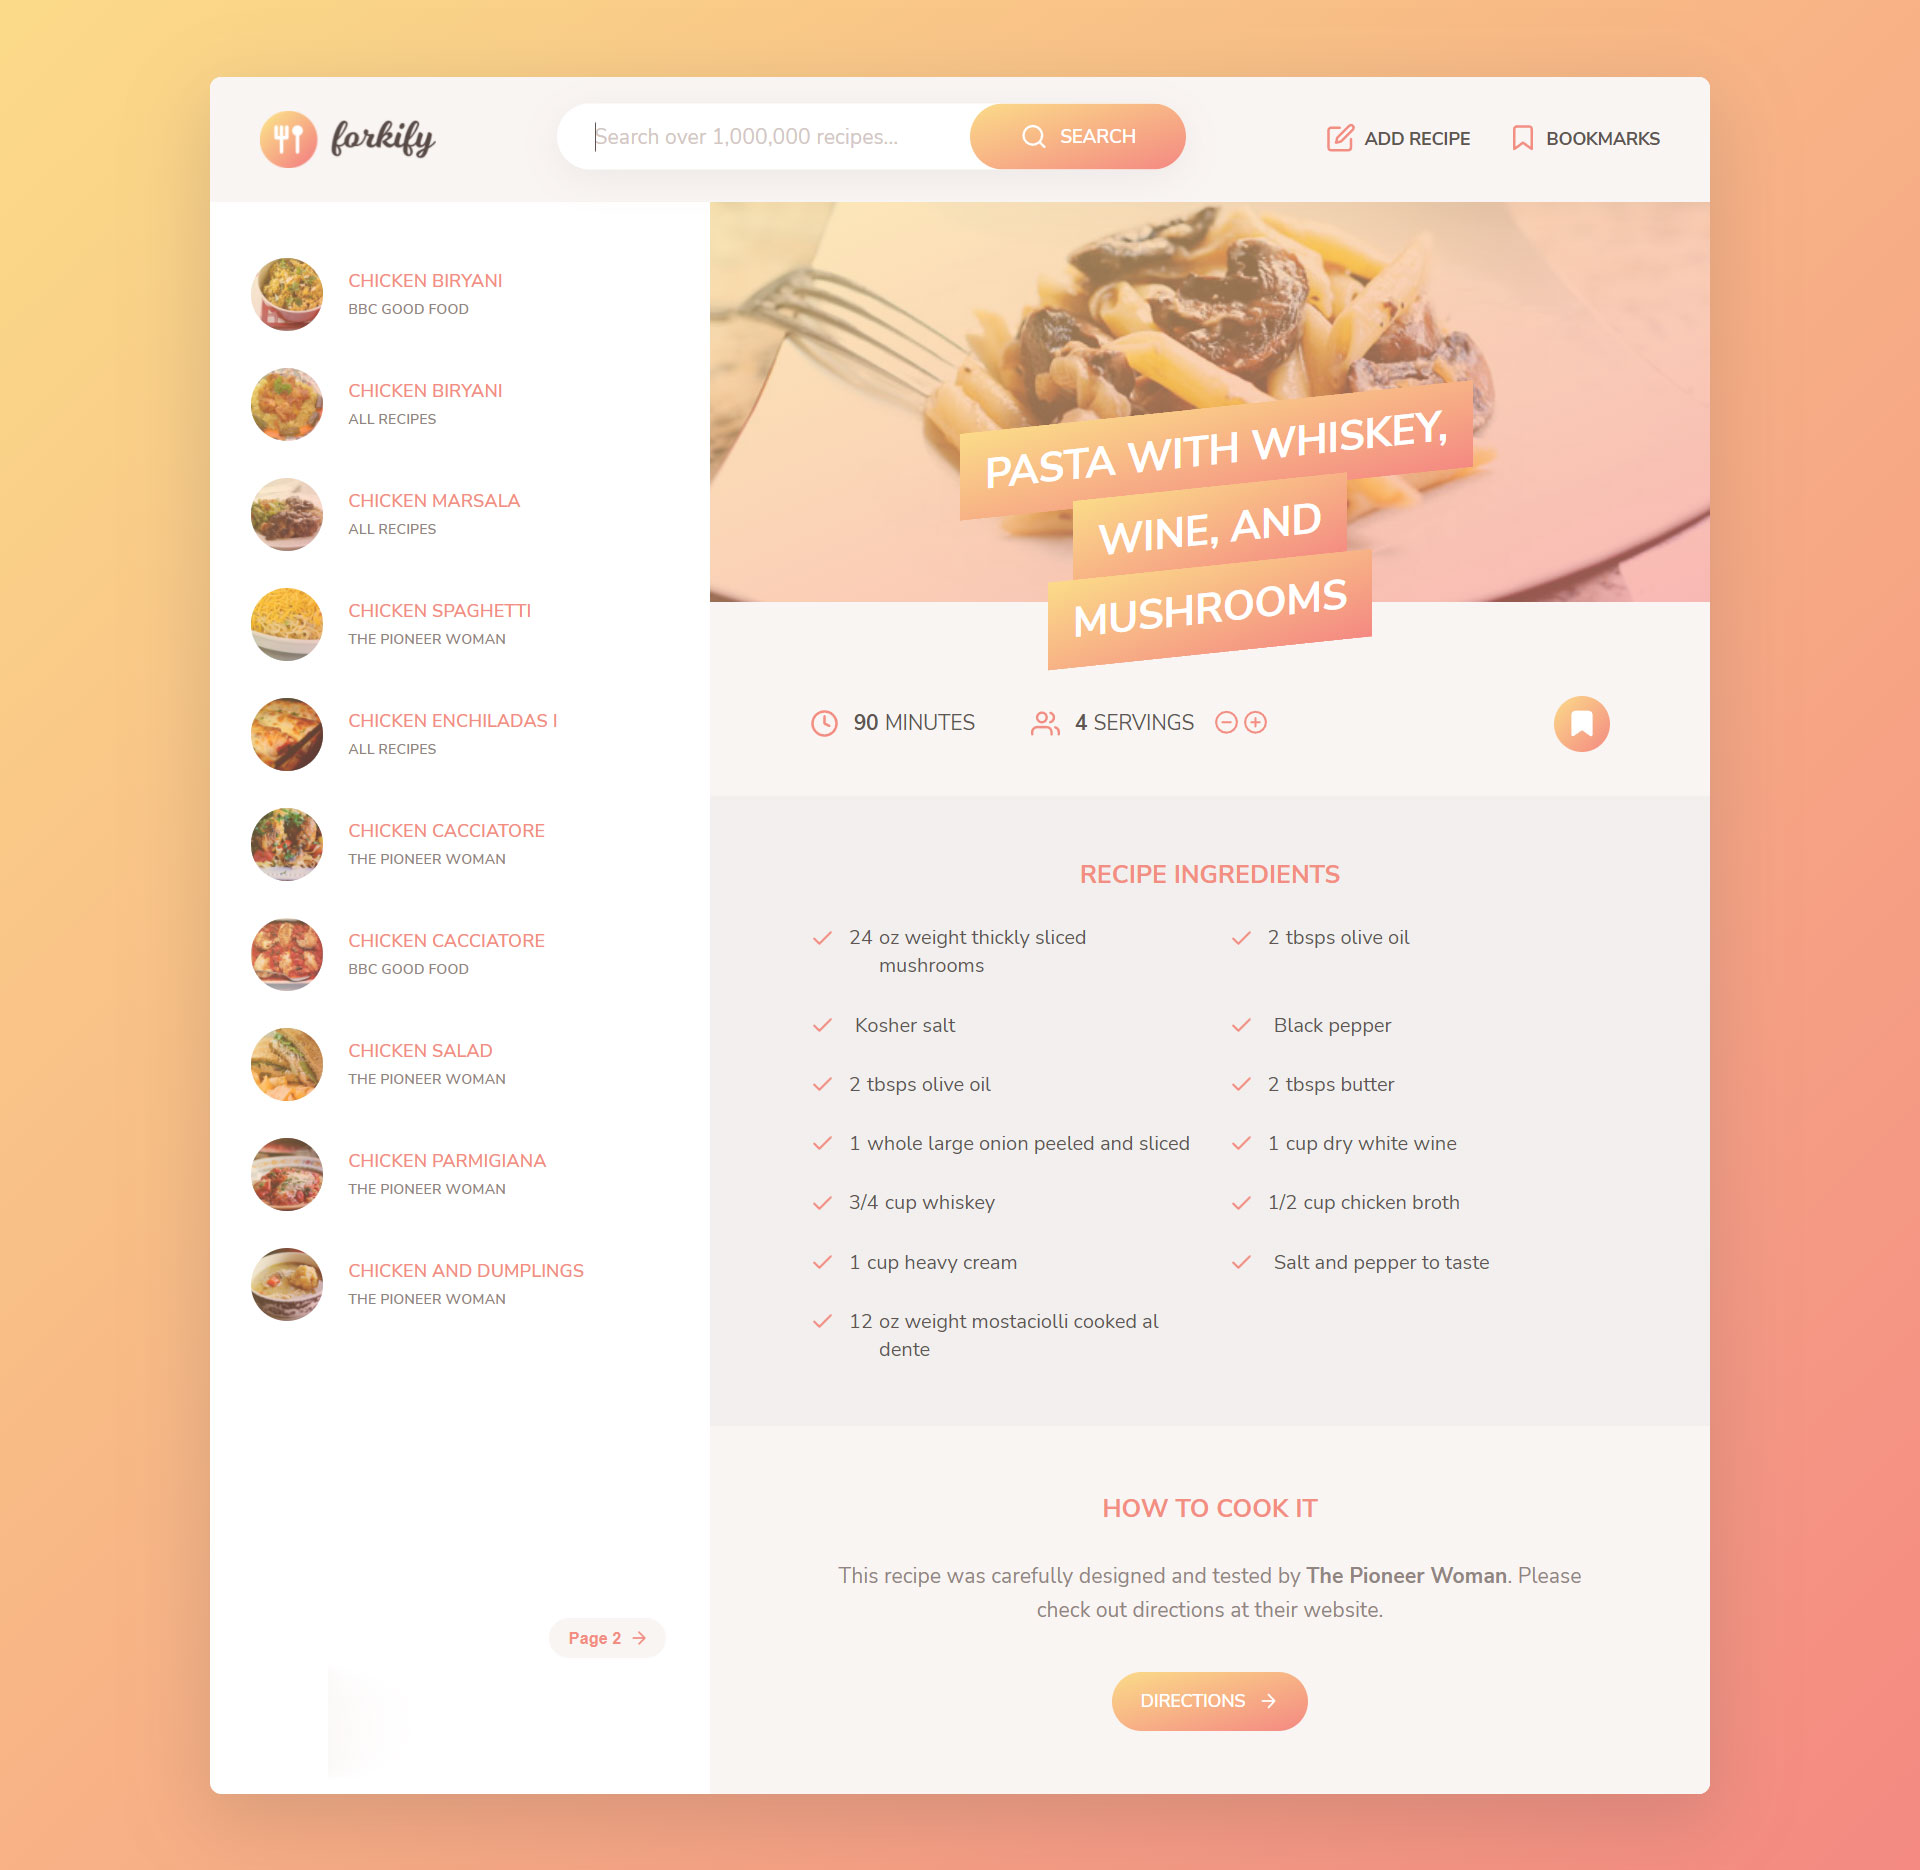 forkify
Search over 1,000,000 recipes...
SEARCH
ADD RECIPE
BOOKMARKS
CHICKEN BIRYANI
BBC GOOD FOOD
CHICKEN BIRYANI
ALL RECIPES
CHICKEN MARSALA
ALL RECIPES
CHICKEN SPAGHETTI
THE PIONEER WOMAN
CHICKEN ENCHILADAS I
ALL RECIPES
CHICKEN CACCIATORE
THE PIONEER WOMAN
CHICKEN CACCIATORE
BBC GOOD FOOD
CHICKEN SALAD
THE PIONEER WOMAN
CHICKEN PARMIGIANA
THE PIONEER WOMAN
CHICKEN AND DUMPLINGS
THE PIONEER WOMAN
Page 2
PASTA WITH WHISKEY,
WINE, AND
MUSHROOMS
90 MINUTES
4 SERVINGS
RECIPE INGREDIENTS
24 oz weight thickly sliced
mushrooms
2 tbsps olive oil
Kosher salt
Black pepper
2 tbsps olive oil
2 tbsps butter
1 whole large onion peeled and sliced
1 cup dry white wine
3/4 cup whiskey
1/2 cup chicken broth
1 cup heavy cream
Salt and pepper to taste
12 oz weight mostaciolli cooked al
dente
HOW TO COOK IT
This recipe was carefully designed and tested by The Pioneer Woman. Please
check out directions at their website.
DIRECTIONS